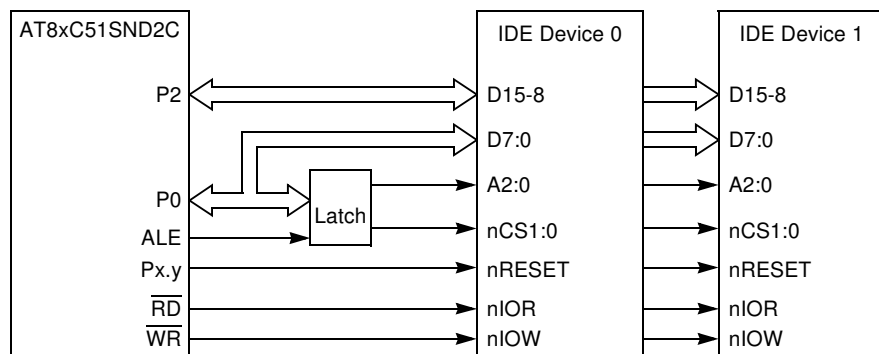 AT8xC51SND2C
IDE Device 0
IDE Device 1
P2
D15-8
D15-8
D7:0
D7:0
P0
Latch
A2:0
A2:0
ALE
nCS1:0
nCS1:0
Px.y
nRESET
nRESET
RD
nIOR
nIOR
WR
nIOW
nIOW